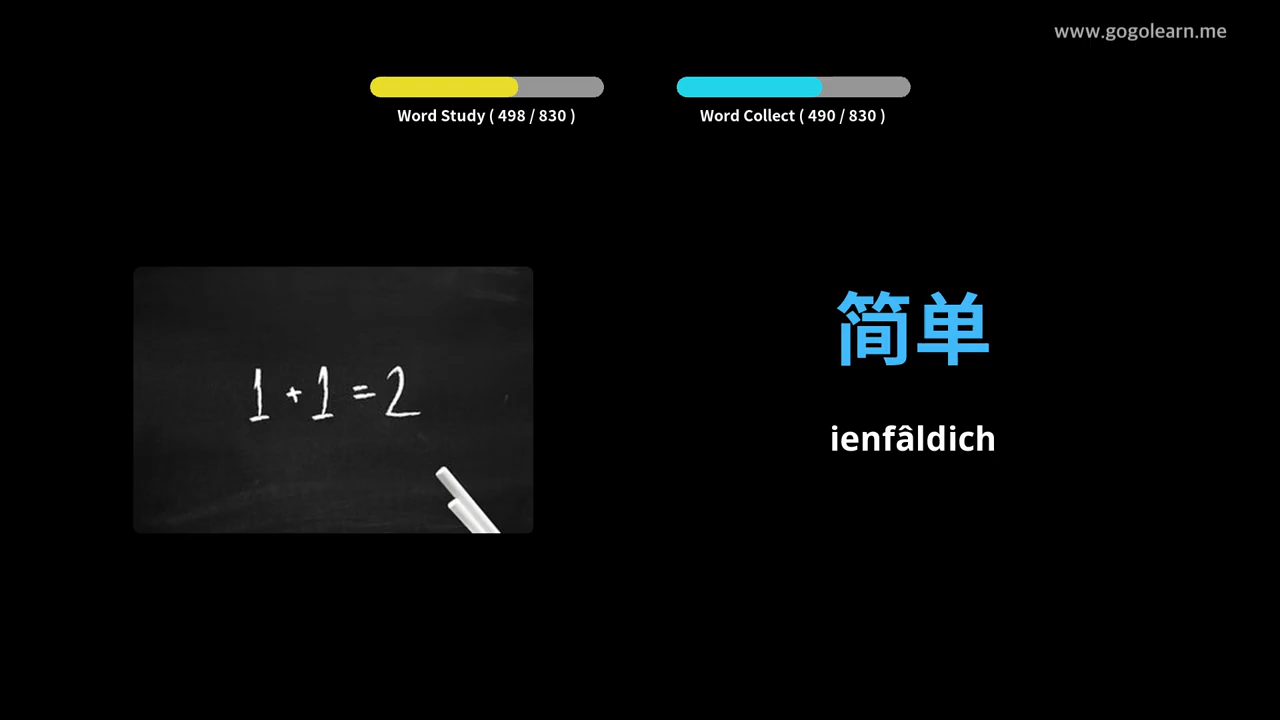 www.gogolearn.me
Word Study ( 498 / 830 )
Word Collect ( 490 / 830 )
1 + 1 = 2
简单
ienfâldich